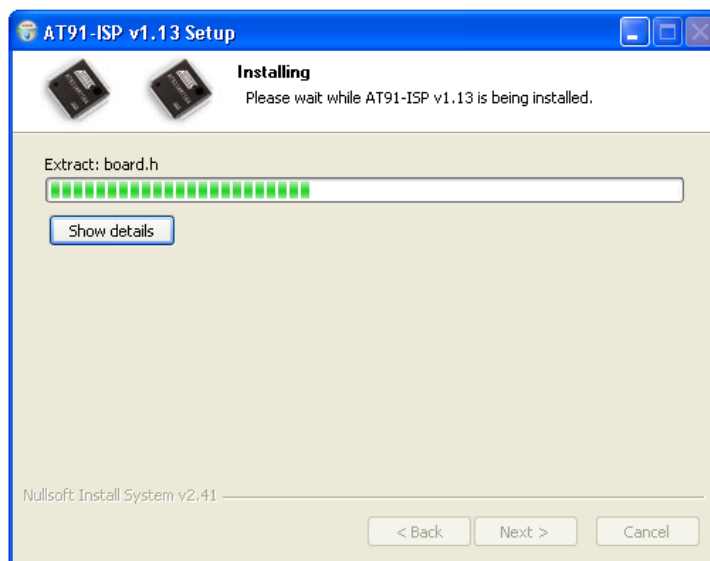 AT91-ISP v1.13 Setup
Installing
Please wait while AT91-ISP v1.13 is being installed.
Extract: board.h
Show details
Nullsoft Install System v2.41
< Back
Next >
Cancel